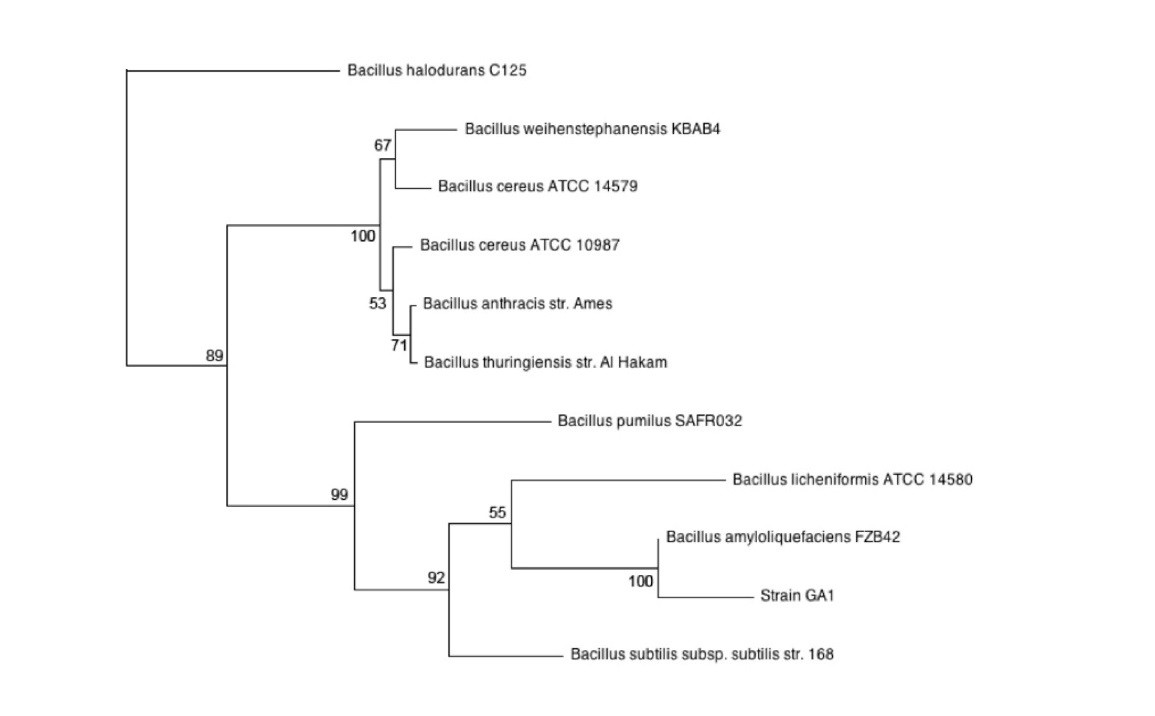 Bacillus halodurans C125
Bacillus weihenstephanensis KBAB4
67
Bacillus cereus ATCC 14579
100
Bacillus cereus ATCC 10987
53
Bacillus anthracis str. Ames
71
Bacillus thuringiensis str. Al Hakam
89
Bacillus pumilus SAFR032
99
Bacillus licheniformis ATCC 14580
55
Bacillus amyloliquefaciens FZB42
100
92
Strain GA1
Bacillus subtilis subsp. subtilis str. 168